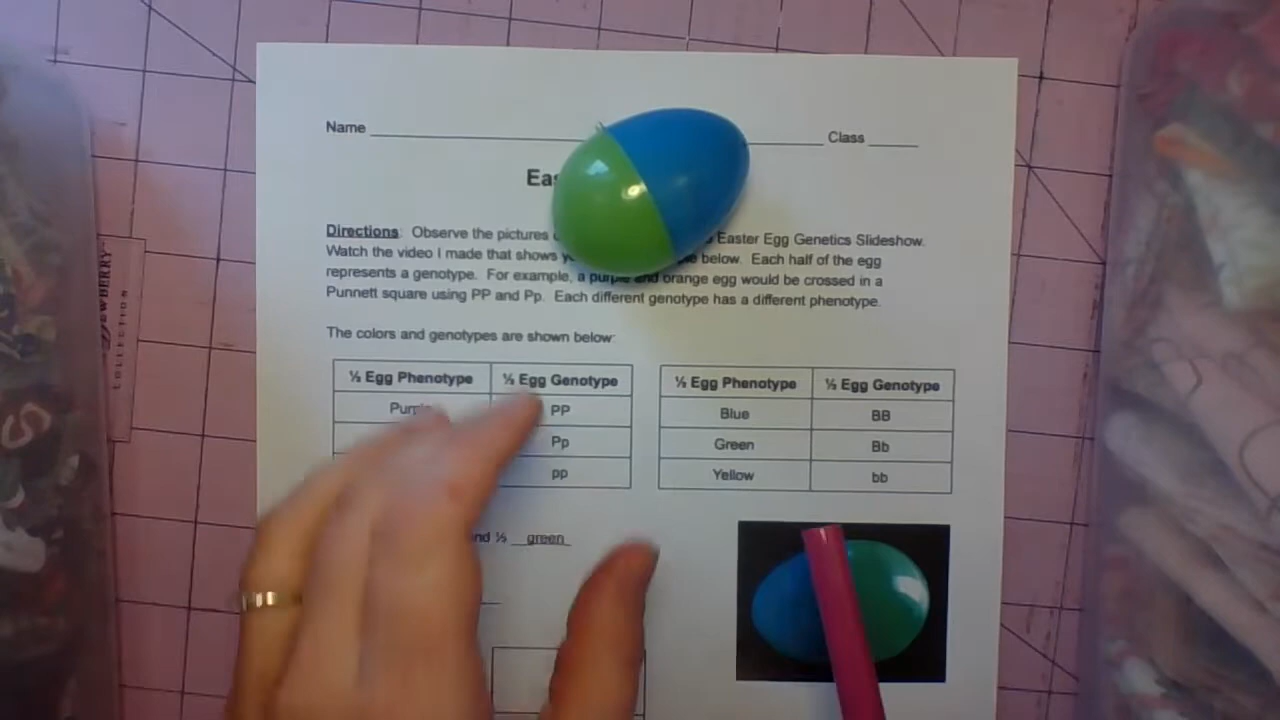 Name Class
Directions: Observe the pictures Easter Egg Genetics Slideshow.
Watch the video I made that shows below. Each half of the egg
represents a genotype. For example, a purple and orange egg would be crossed in a
Punnett square using PP and Pp. Each different genotype has a different phenotype.
The colors and genotypes are shown below:
½ Egg Phenotype ½ Egg Genotype
PP
Pp
pp
½ Egg Phenotype ½ Egg Genotype
Blue BB
Green Bb
Yellow bb
½ green
COLLECTION